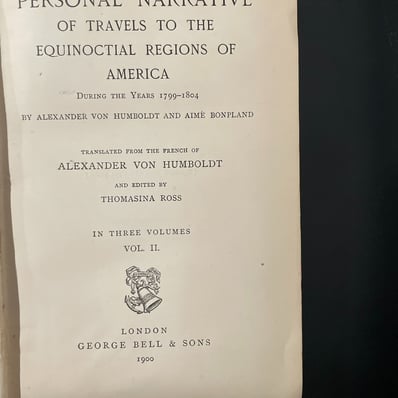 PERSONAL NARRATIVE
OF TRAVELS TO THE
EQUINOCTIAL REGIONS OF
AMERICA
DURING THE YEARS 1799–1804
BY ALEXANDER VON HUMBOLDT AND AIMÉ BONPLAND
TRANSLATED FROM THE FRENCH OF
ALEXANDER VON HUMBOLDT
AND EDITED BY
THOMASINA ROSS
IN THREE VOLUMES
VOL. II.
LONDON
GEORGE BELL & SONS
1900